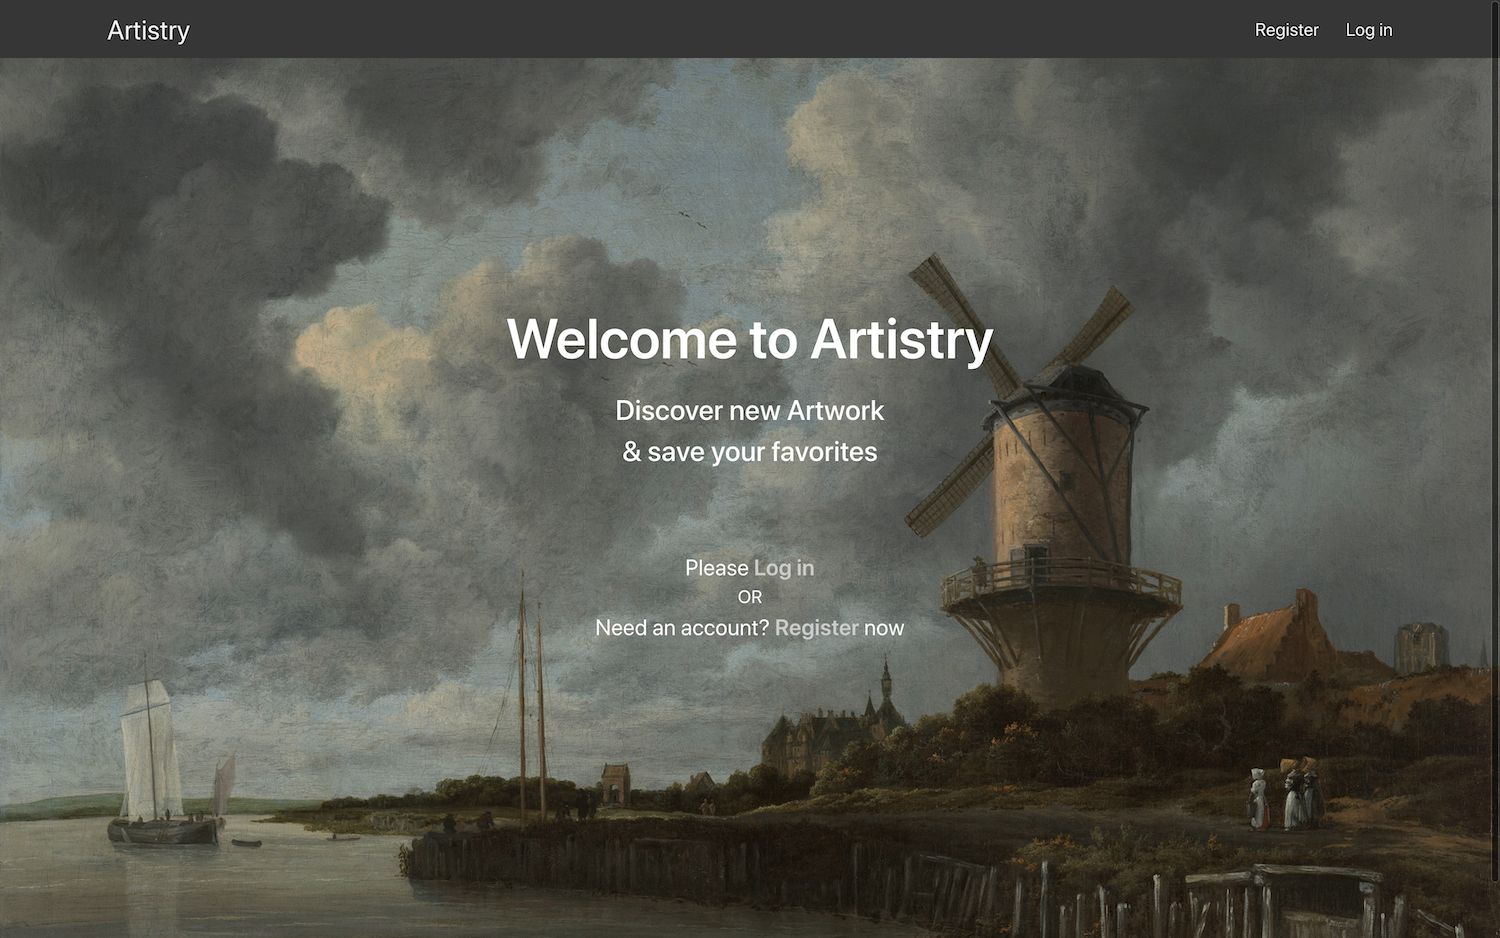 Artistry
Register
Log in
Welcome to Artistry
Discover new Artwork
& save your favorites
Please Log in
OR
Need an account? Register now